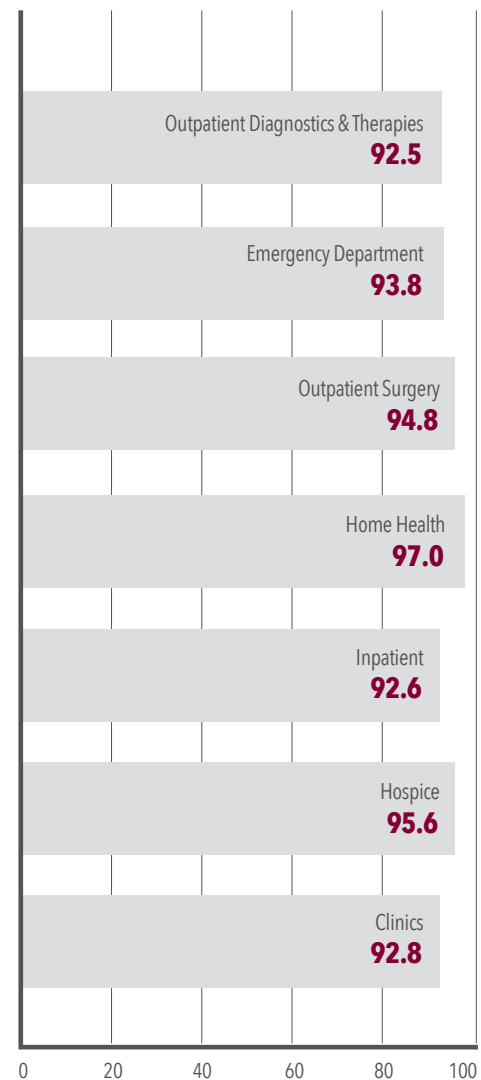 Outpatient Diagnostics & Therapies
92.5
Emergency Department
93.8
Outpatient Surgery
94.8
Home Health
97.0
Inpatient
92.6
Hospice
95.6
Clinics
92.8
0 20 40 60 80 100